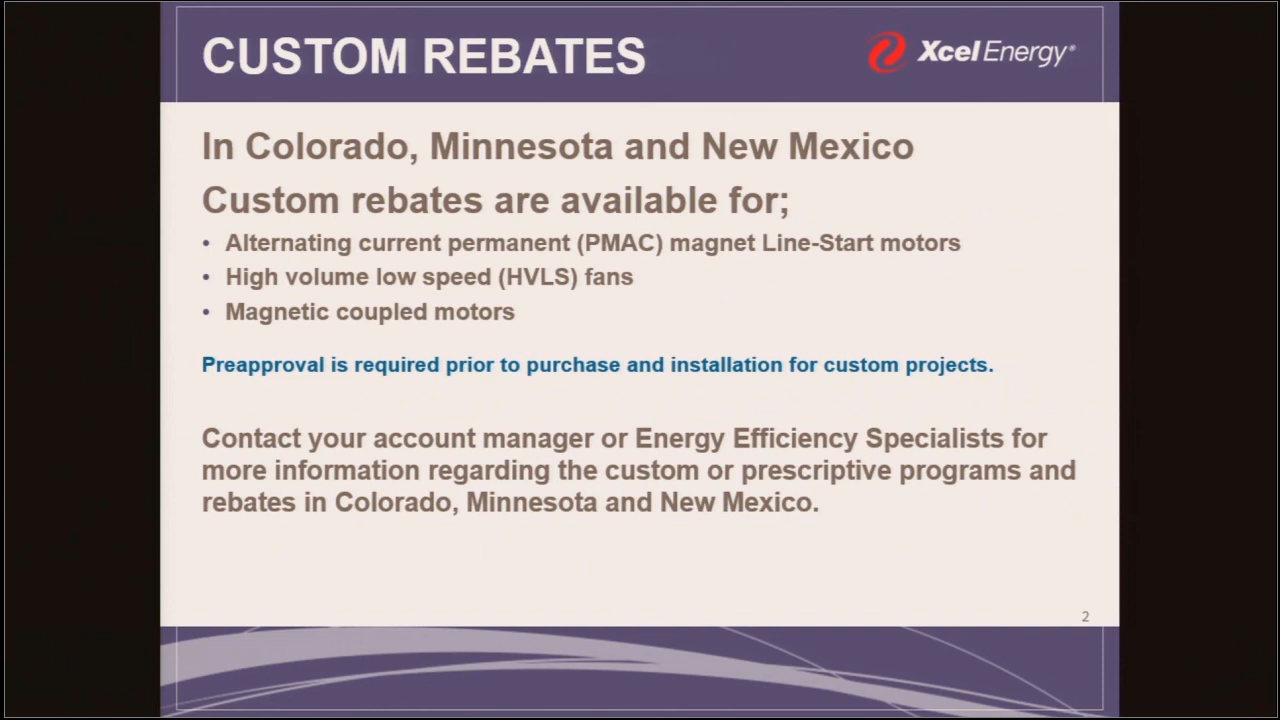 CUSTOM REBATES
Xcel Energy®
In Colorado, Minnesota and New Mexico
Custom rebates are available for;
• Alternating current permanent (PMAC) magnet Line-Start motors
• High volume low speed (HVLS) fans
• Magnetic coupled motors
Preapproval is required prior to purchase and installation for custom projects.
Contact your account manager or Energy Efficiency Specialists for
more information regarding the custom or prescriptive programs and
rebates in Colorado, Minnesota and New Mexico.
2